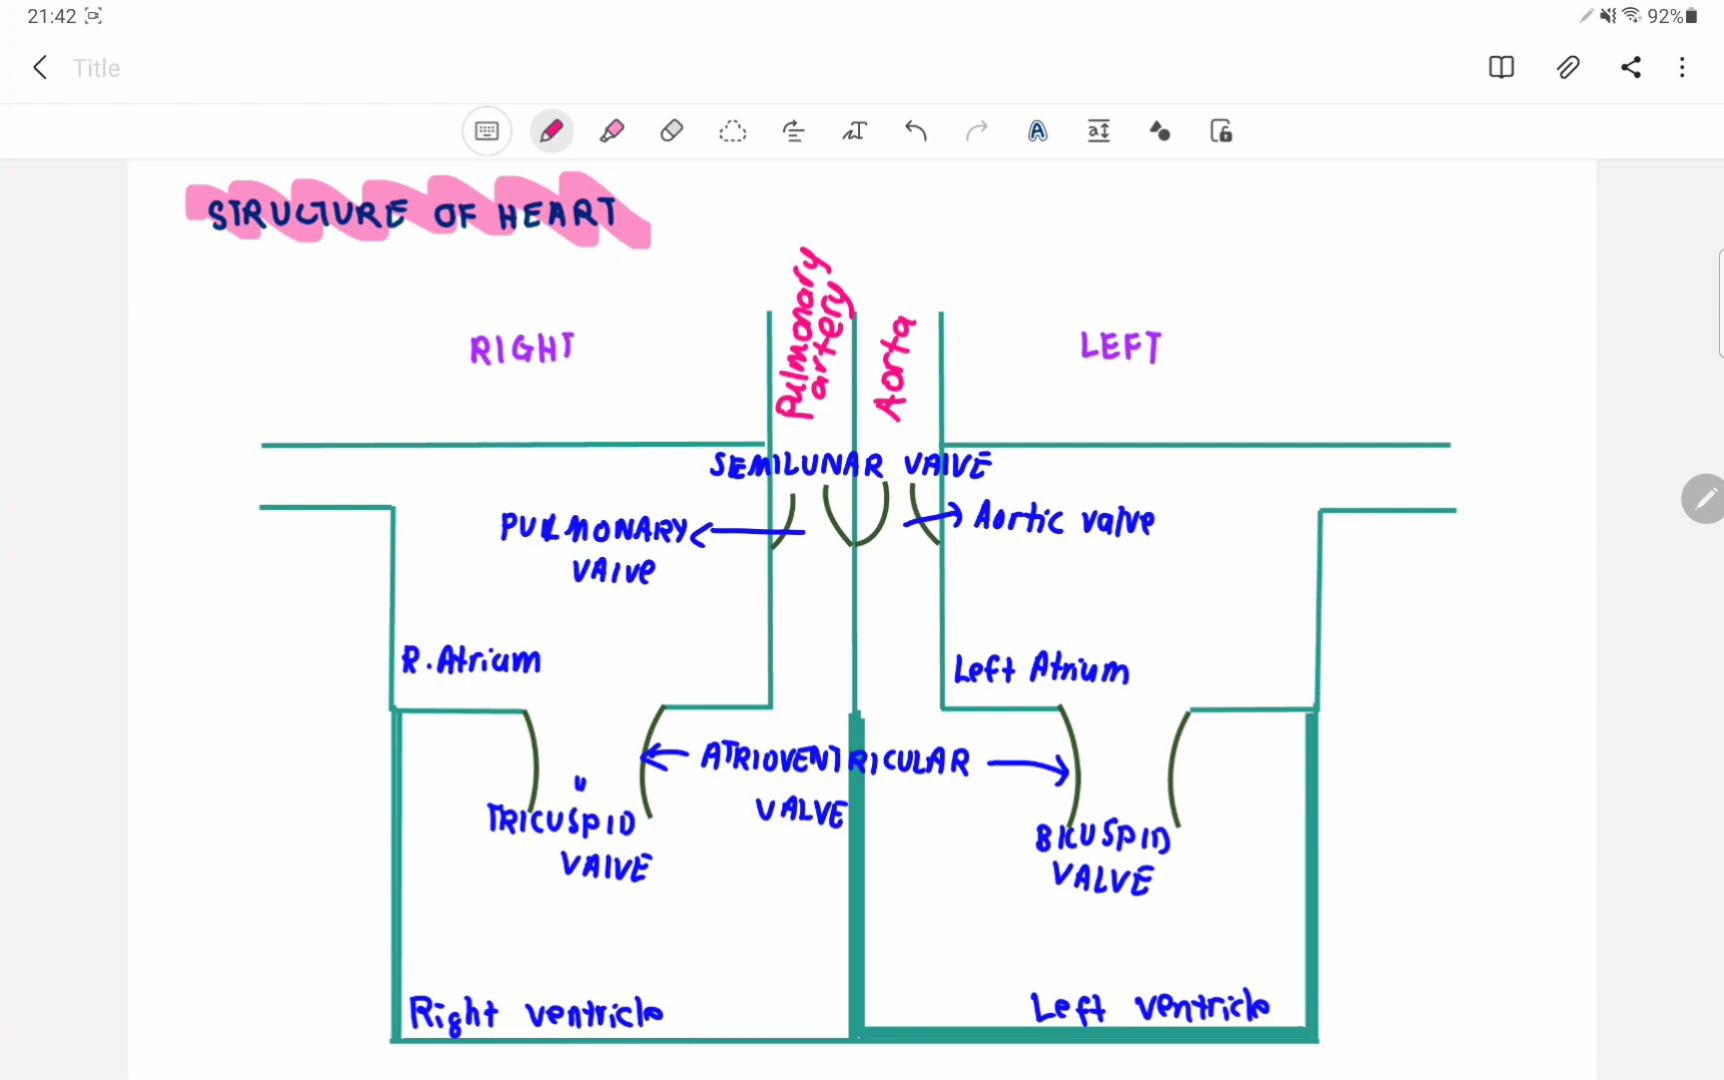 21:42
92%
Title
STRUCTURE OF HEART
RIGHT
Pulmonary
artery
Aorta
LEFT
SEMILUNAR VALVE
PULMONARY
VALVe
Aortic valve
R.Atrium
Left Atrium
ATRIOVENTRICULAR
VALVE
TRICUSPID
VALVE
BICUSPID
VALVE
Right ventricle
Left ventricle